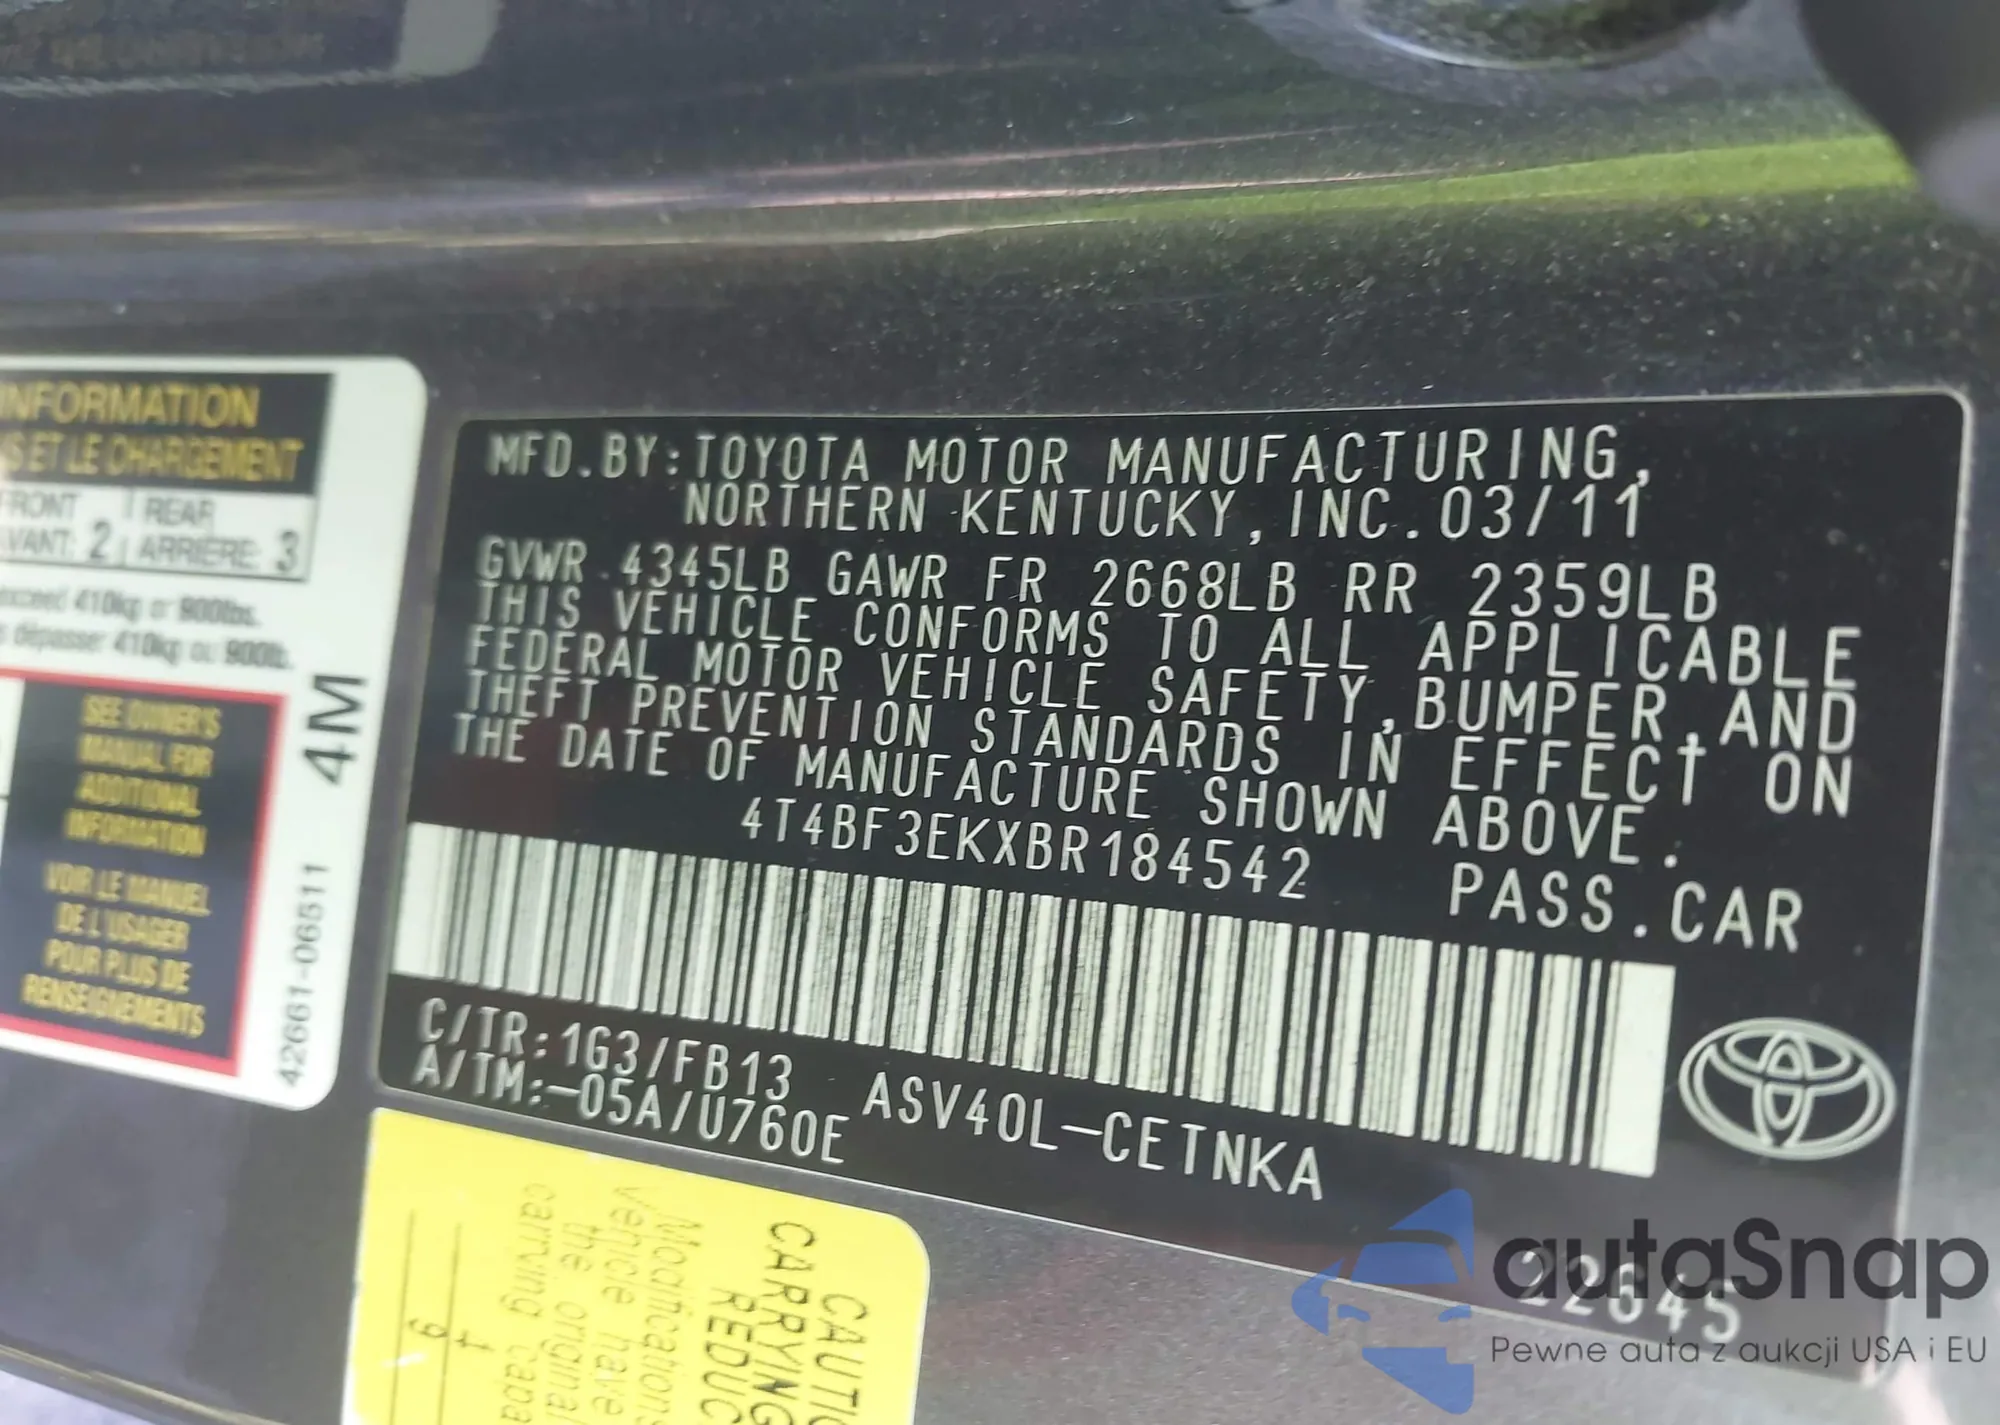 INFORMATION
S ET LE CHARGEMENT
FRONT REAR
AVANT: 2 ARRIÈRE: 3
exceed 410kg or 900lbs.
dépasser 410kg ou 900lb.
SEE OWNER'S
MANUAL FOR
ADDITIONAL
INFORMATION
VOIR LE MANUEL
DE L'USAGER
POUR PLUS DE
RENSEIGNEMENTS
4M
42661-06511
MFD.BY:TOYOTA MOTOR MANUFACTURING,
NORTHERN KENTUCKY, INC. 03/11
GVWR 4345LB GAWR FR 2668LB RR 2359LB
THIS VEHICLE CONFORMS TO ALL APPLICABLE
FEDERAL MOTOR VEHICLE SAFETY, BUMPER, AND
THEFT PREVENTION STANDARDS IN EFFECT ON
THE DATE OF MANUFACTURE SHOWN ABOVE.
4T4BF3EKXBR184542 PASS.CAR
C/TR:1G3/FB13 ASV40L-CETNKA
A/TM:-05A/U760E
22645
CAUTIO
CARRYING
REDUC
Modifications
vehicle have
the original
carrying capa
autaSnap
Pewne auta z aukcji USA i EU